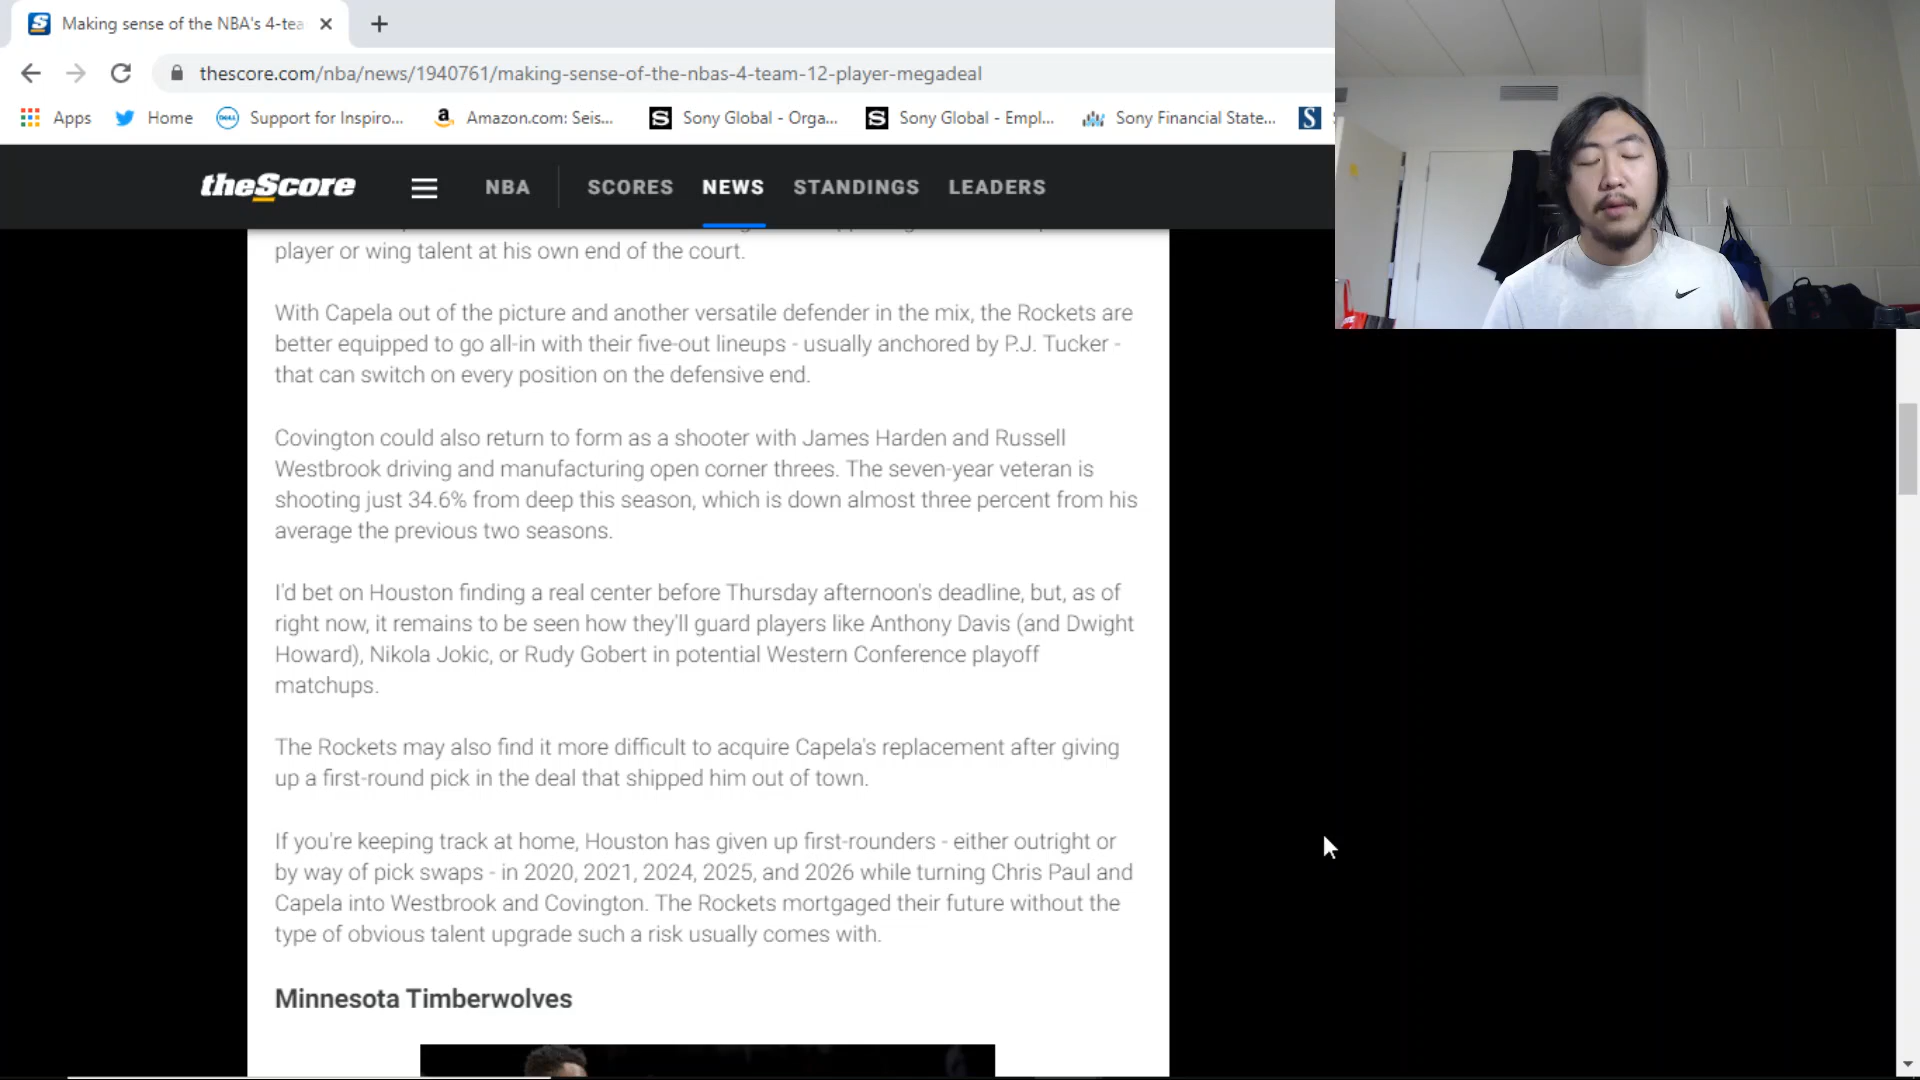 Making sense of the NBA's 4-tea
thescore.com/nba/news/1940761/making-sense-of-the-nbas-4-team-12-player-megadeal
Apps Home DELL Support for Inspiro... Amazon.com: Seis... Sony Global - Orga... Sony Global - Empl... Sony Financial State...
theScore NBA SCORES NEWS STANDINGS LEADERS
player or wing talent at his own end of the court.
With Capela out of the picture and another versatile defender in the mix, the Rockets are
better equipped to go all-in with their five-out lineups - usually anchored by P.J. Tucker -
that can switch on every position on the defensive end.
Covington could also return to form as a shooter with James Harden and Russell
Westbrook driving and manufacturing open corner threes. The seven-year veteran is
shooting just 34.6% from deep this season, which is down almost three percent from his
average the previous two seasons.
I'd bet on Houston finding a real center before Thursday afternoon's deadline, but, as of
right now, it remains to be seen how they'll guard players like Anthony Davis (and Dwight
Howard), Nikola Jokic, or Rudy Gobert in potential Western Conference playoff
matchups.
The Rockets may also find it more difficult to acquire Capela's replacement after giving
up a first-round pick in the deal that shipped him out of town.
If you're keeping track at home, Houston has given up first-rounders - either outright or
by way of pick swaps - in 2020, 2021, 2024, 2025, and 2026 while turning Chris Paul and
Capela into Westbrook and Covington. The Rockets mortgaged their future without the
type of obvious talent upgrade such a risk usually comes with.
Minnesota Timberwolves